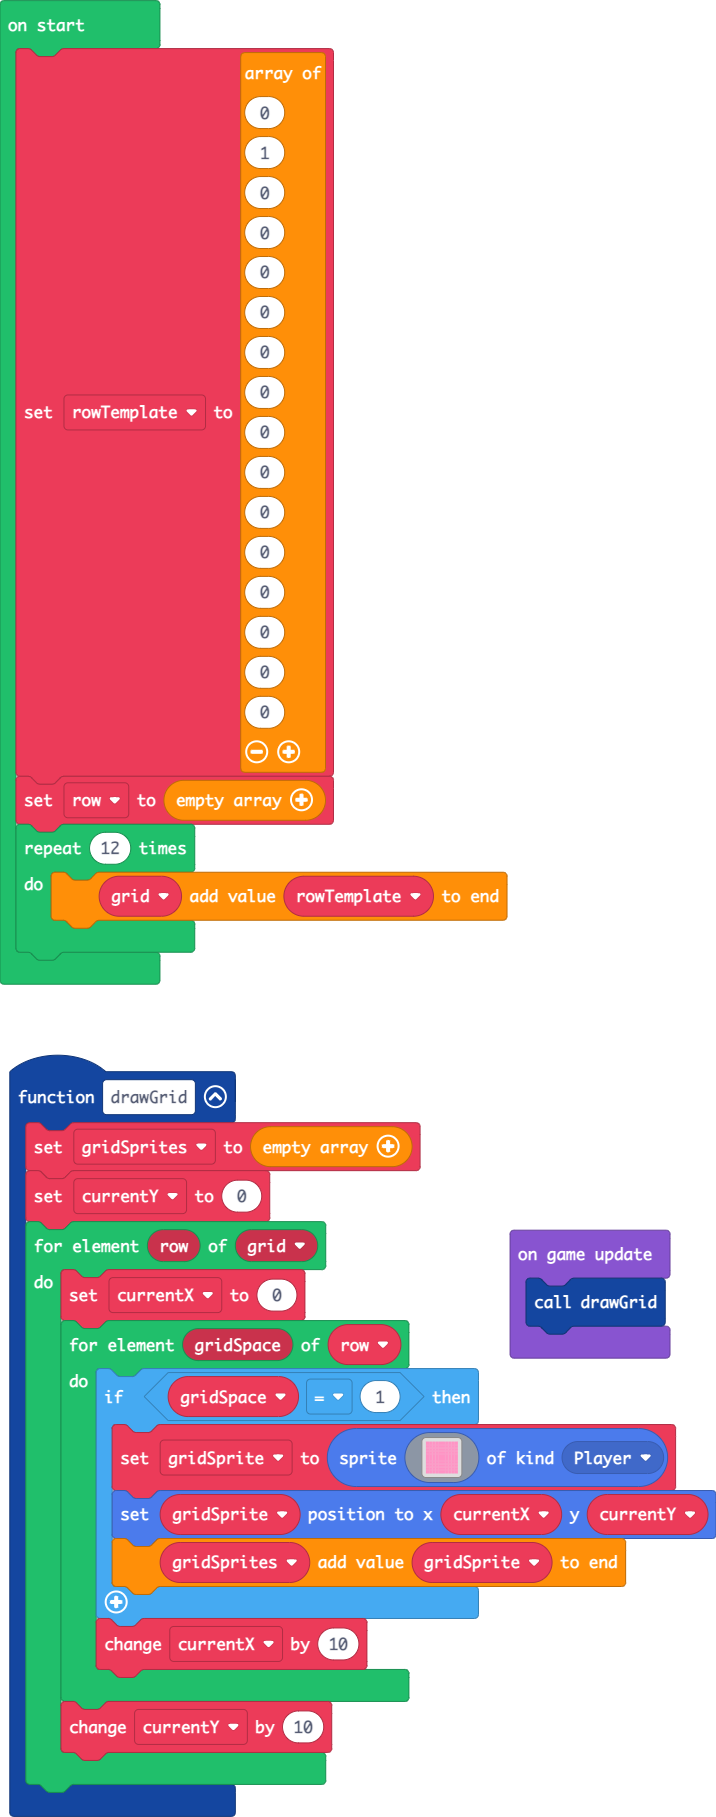 on start
array of
0
1
0
0
0
0
0
0
set rowTemplate to
0
0
0
0
0
0
0
0
set row to empty array
repeat 12 times
do
grid add value rowTemplate to end
function drawGrid
set gridSprites to empty array
set currentY to 0
for element row of grid
do
set currentX to 0
for element gridSpace of row
do
if gridSpace = 1 then
set gridSprite to sprite of kind Player
set gridSprite position to x currentX y currentY
gridSprites add value gridSprite to end
change currentX by 10
change currentY by 10
on game update
call drawGrid